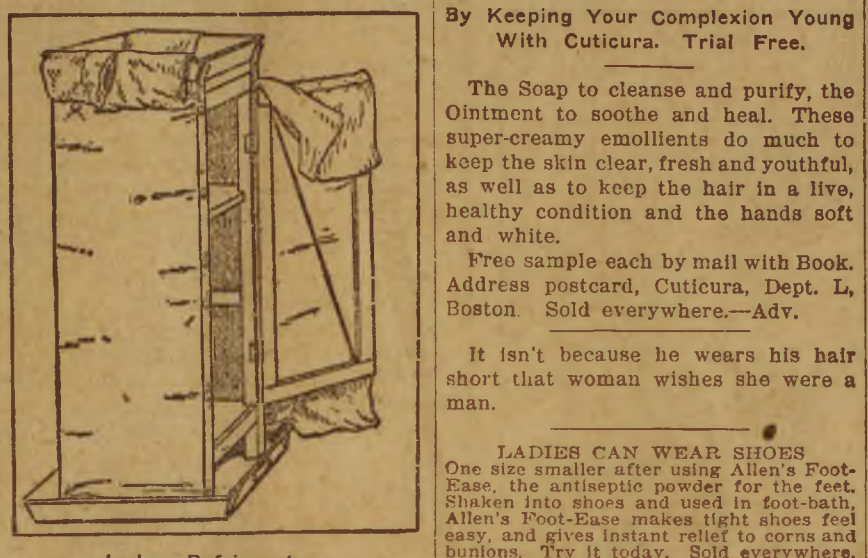 By Keeping Your Complexion Young
With Cuticura. Trial Free.
The Soap to cleanse and purify, the
Ointment to soothe and heal. These
super-creamy emollients do much to
keep the skin clear, fresh and youthful,
as well as to keep the hair in a live,
healthy condition and the hands soft
and white.
Free sample each by mail with Book.
Address postcard, Cuticura, Dept. L,
Boston. Sold everywhere.—Adv.
It isn't because he wears his hair
short that woman wishes she were a
man.
LADIES CAN WEAR SHOES
One size smaller after using Allen's Foot-
Ease, the antiseptic powder for the feet.
Shaken into shoes and used in foot-bath,
Allen's Foot-Ease makes tight shoes feel
easy, and gives instant relief to corns and
bunions. Try it today. Sold everywhere,